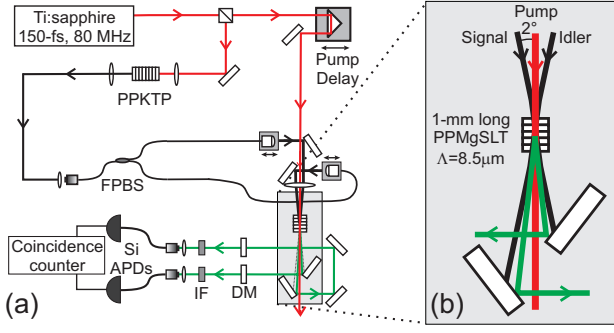 Ti:sapphire
150-fs, 80 MHz
Pump
Delay
PPKTP
FPBS
Coincidence
counter
Si
APDs
IF
DM
(a)
Pump
Signal
2°
Idler
1-mm long
PPMgSLT
Λ=8.5μm
(b)